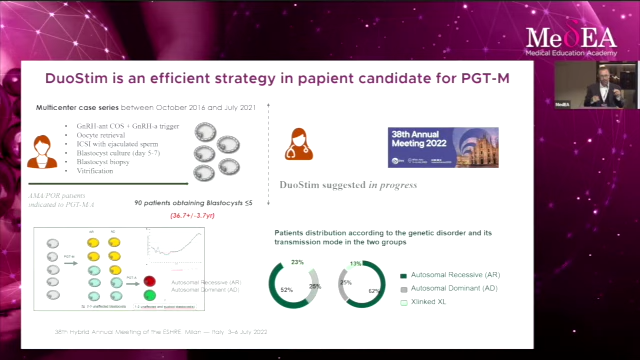 MeDEA
Medical Education Academy
DuoStim is an efficient strategy in papient candidate for PGT-M
Multicenter case series between October 2016 and July 2021
GnRH-ant COS + GnRH-a trigger
Oocyte retrieval
ICSI with ejaculated sperm
Blastocyst culture (day 5-7)
Blastocyst biopsy
Vitrification
AMA/POR patients
indicated to PGT-M/A
90 patients obtaining Blastocysts ≤5
(36.7+/-3.7yr)
38th Annual
Meeting 2022
DuoStim suggested in progress
MedEA
Patients distribution according to the genetic disorder and its
transmission mode in the two groups
23%
52%
25%
13%
25%
62%
Autosomal Recessive (AR)
Autosomal Dominant (AD)
Xlinked XL
Autosomal Recessive (AR)
Autosomal Dominant (AD)
38th Hybrid Annual Meeting of the ESHRE, Milan — Italy, 3-6 July 2022